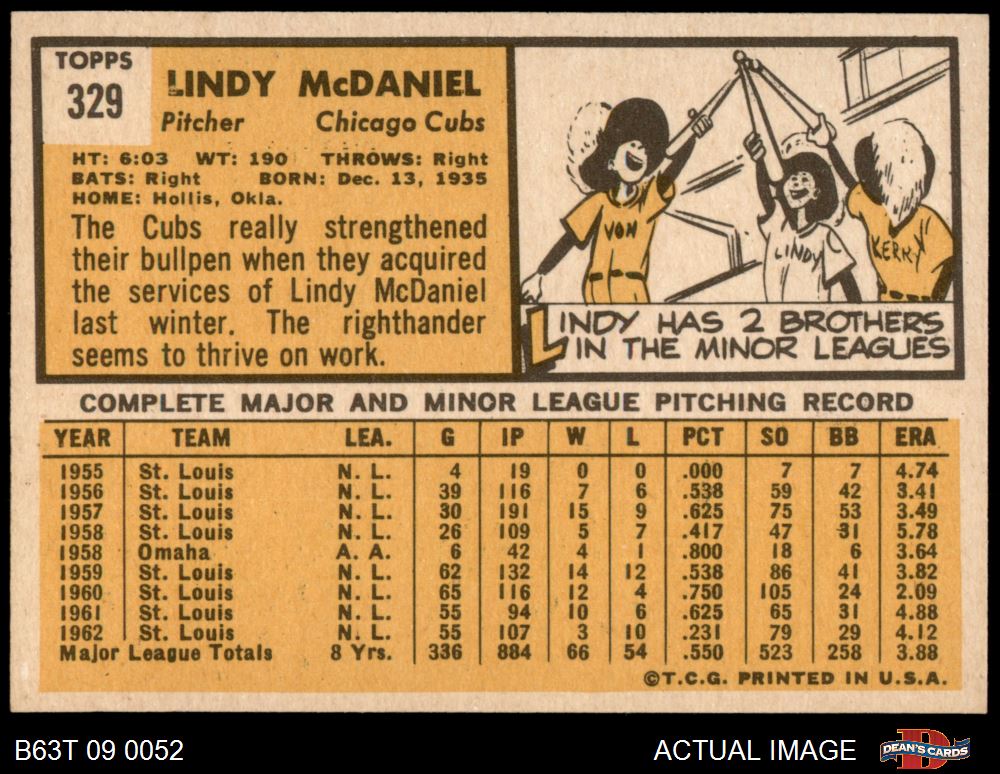 TOPPS
329
LINDY McDANIEL
Pitcher Chicago Cubs
HT: 6:03 WT: 190 THROWS: Right
BATS: Right BORN: Dec. 13, 1935
HOME: Hollis, Okla.
The Cubs really strengthened
their bullpen when they acquired
the services of Lindy McDaniel
last winter. The righthander
seems to thrive on work.
VON
LINDY
KERRY
LINDY HAS 2 BROTHERS
IN THE MINOR LEAGUES
COMPLETE MAJOR AND MINOR LEAGUE PITCHING RECORD
YEAR TEAM LEA. G IP W L PCT SO BB ERA
1955 St. Louis N. L. 4 19 0 0 .000 7 7 4.74
1956 St. Louis N. L. 39 116 7 6 .538 59 42 3.41
1957 St. Louis N. L. 30 191 15 9 .625 75 53 3.49
1958 St. Louis N. L. 26 109 5 7 .417 47 31 5.78
1958 Omaha A. A. 6 42 4 1 .800 18 6 3.64
1959 St. Louis N. L. 62 132 14 12 .538 86 41 3.82
1960 St. Louis N. L. 65 116 12 4 .750 105 24 2.09
1961 St. Louis N. L. 55 94 10 6 .625 65 31 4.88
1962 St. Louis N. L. 55 107 3 10 .231 79 29 4.12
Major League Totals 8 Yrs. 336 884 66 54 .550 523 258 3.88
©T.C.G. PRINTED IN U.S.A.
B63T 09 0052 ACTUAL IMAGE
D
DEAN'S CARDS